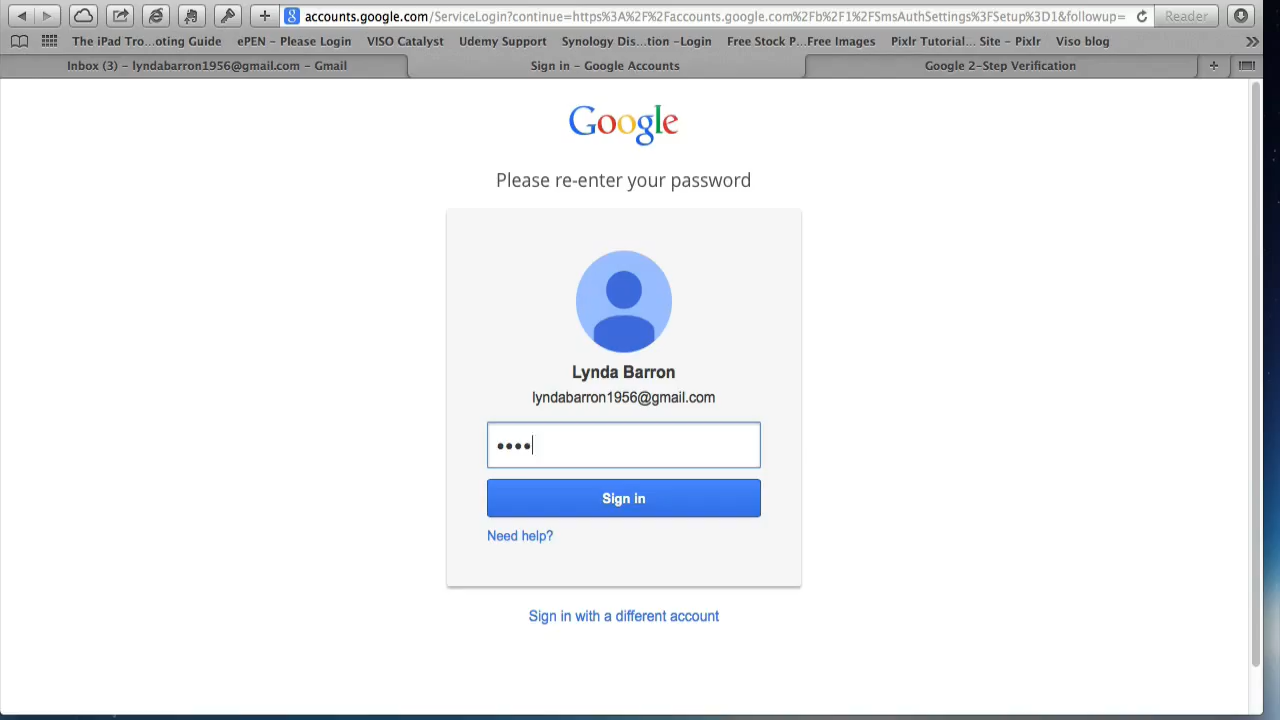 accounts.google.com/ServiceLogin?continue=https%3A%2F%2Faccounts.google.com%2Fb%2F1%2FSmsAuthSettings%3FSetup%3D1&followup=
Reader
The iPad Tro...oting Guide ePEN – Please Login VISO Catalyst Udemy Support Synology Dis...tion -Login Free Stock P...Free Images Pixlr Tutorial... Site - Pixlr Viso blog
Inbox (3) – lyndabarron1956@gmail.com – Gmail Sign in – Google Accounts Google 2-Step Verification
Google
Please re-enter your password
Lynda Barron
lyndabarron1956@gmail.com
Sign in
Need help?
Sign in with a different account